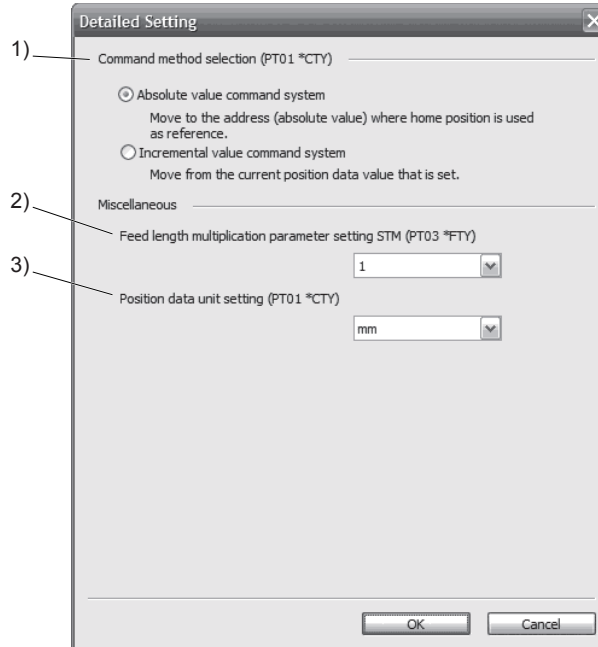 Detailed Setting
1)
Command method selection (PT01 *CTY)
Absolute value command system
Move to the address (absolute value) where home position is used
as reference.
Incremental value command system
Move from the current position data value that is set.
2)
Miscellaneous
Feed length multiplication parameter setting STM (PT03 *FTY)
1
3)
Position data unit setting (PT01 *CTY)
mm
OK
Cancel